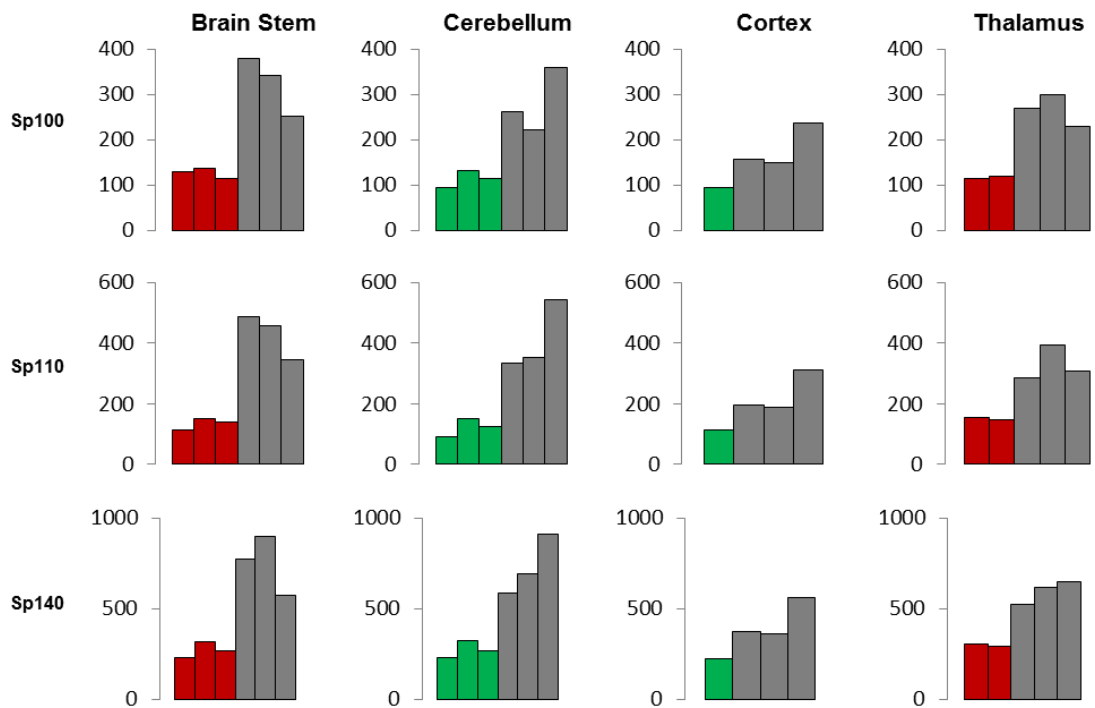 Brain Stem Cerebellum Cortex Thalamus
Sp100
400 400 400 400
300 300 300 300
200 200 200 200
100 100 100 100
0 0 0 0
Sp110
600 600 600 600
400 400 400 400
200 200 200 200
0 0 0 0
Sp140
1000 1000 1000 1000
500 500 500 500
0 0 0 0